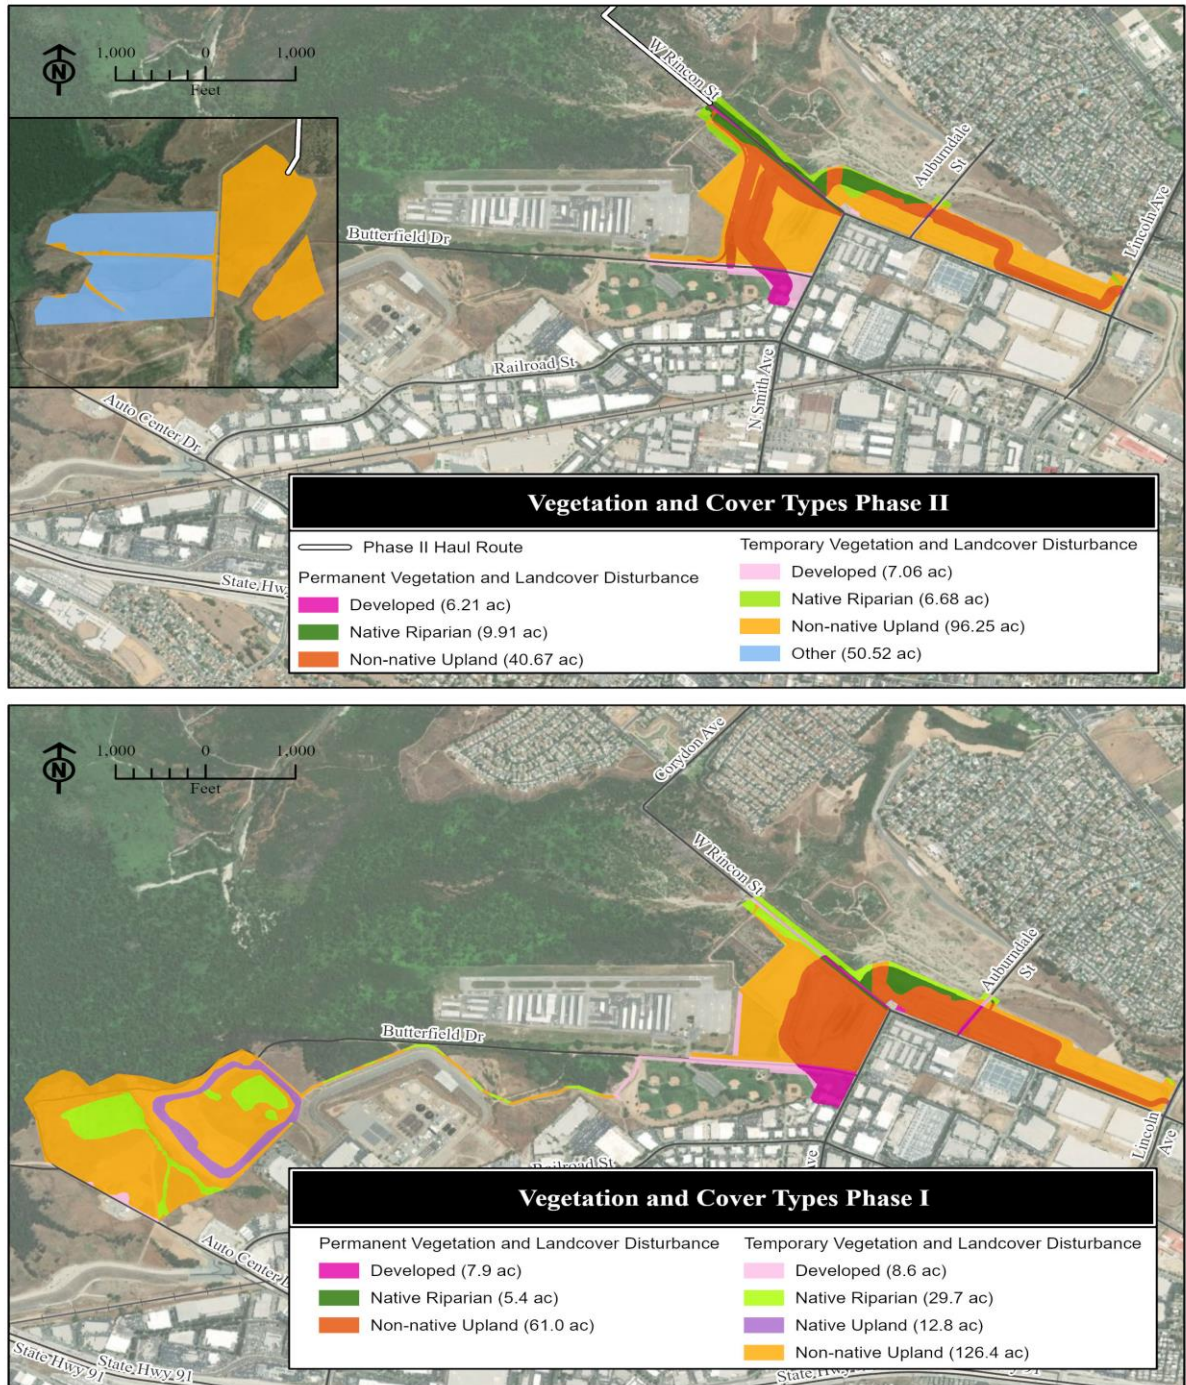 1,000 0 1,000
Feet
N
W Rincon St
Auburndale
St
Lincoln Ave
Butterfield Dr
Railroad St
N Smith Ave
Auto Center Dr
State Hwy
Vegetation and Cover Types Phase II
Phase II Haul Route
Permanent Vegetation and Landcover Disturbance
Developed (6.21 ac)
Native Riparian (9.91 ac)
Non-native Upland (40.67 ac)
Temporary Vegetation and Landcover Disturbance
Developed (7.06 ac)
Native Riparian (6.68 ac)
Non-native Upland (96.25 ac)
Other (50.52 ac)
1,000 0 1,000
Feet
N
Corydon Ave
W Rincon St
Auburndale
St
Butterfield Dr
Lincoln
Ave
Railroad St
Ave
Auto Center D
Vegetation and Cover Types Phase I
Permanent Vegetation and Landcover Disturbance
Developed (7.9 ac)
Native Riparian (5.4 ac)
Non-native Upland (61.0 ac)
Temporary Vegetation and Landcover Disturbance
Developed (8.6 ac)
Native Riparian (29.7 ac)
Native Upland (12.8 ac)
Non-native Upland (126.4 ac)
State Hwy 91
State Hwy 91
State Hwy